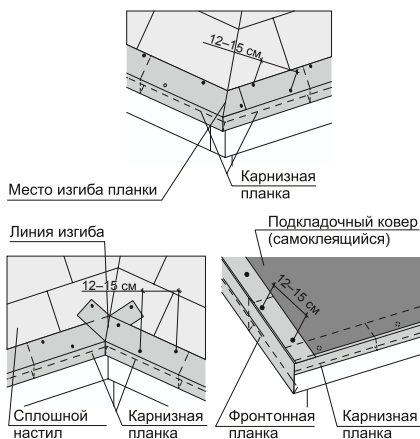 12–15 см
Место изгиба планки
Карнизная
планка
Линия изгиба
12–15 см
Сплошной
настил
Карнизная
планка
Подкладочный ковер
(самоклеящийся)
12–15 см
Фронтонная
планка
Карнизная
планка